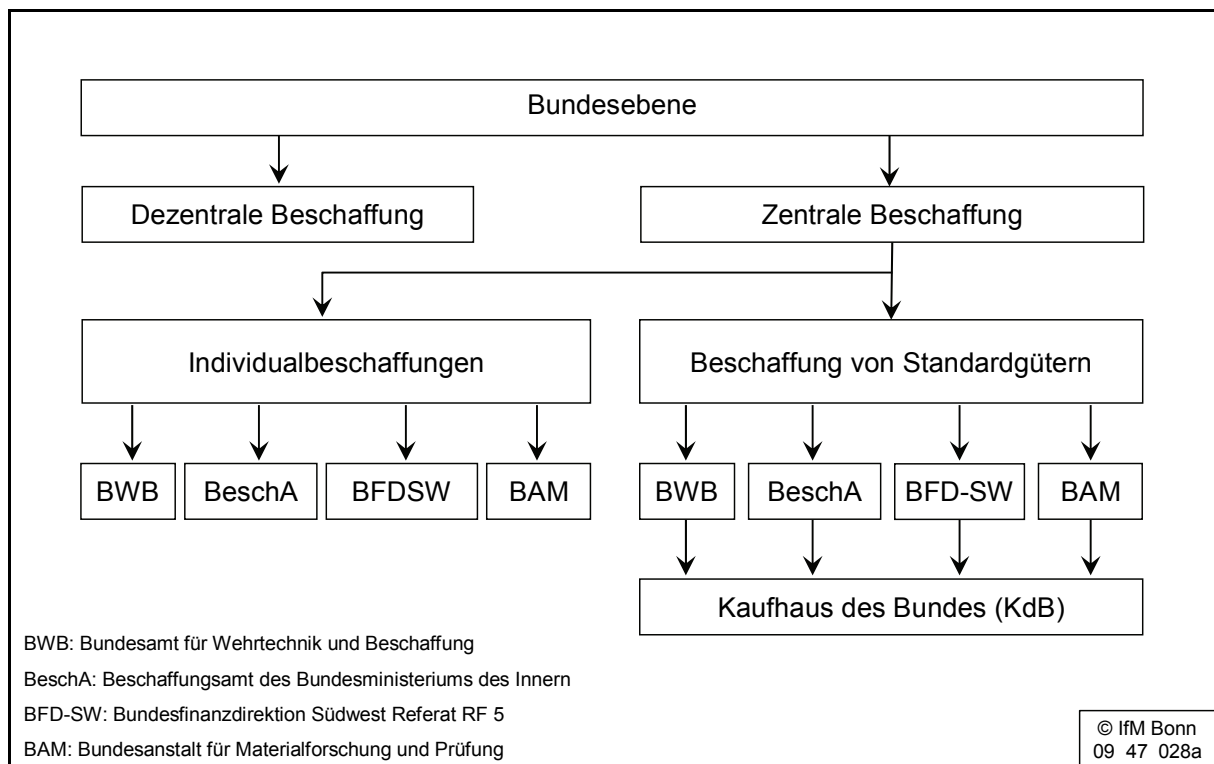 Bundesebene
Dezentrale Beschaffung
Zentrale Beschaffung
Individualbeschaffungen
Beschaffung von Standardgütern
BWB
BeschA
BFDSW
BAM
BWB
BeschA
BFD-SW
BAM
Kaufhaus des Bundes (KdB)
BWB: Bundesamt für Wehrtechnik und Beschaffung
BeschA: Beschaffungsamt des Bundesministeriums des Innern
BFD-SW: Bundesfinanzdirektion Südwest Referat RF 5
BAM: Bundesanstalt für Materialforschung und Prüfung
© IfM Bonn
09 47 028a